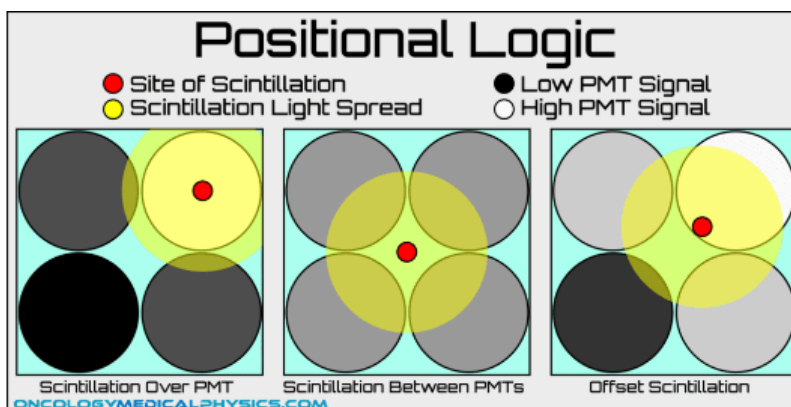 Positional Logic
Site of Scintillation
Low PMT Signal
Scintillation Light Spread
High PMT Signal
Scintillation Over PMT
Scintillation Between PMTs
Offset Scintillation
ONCOLOGYMEDICALPHYSICS.COM